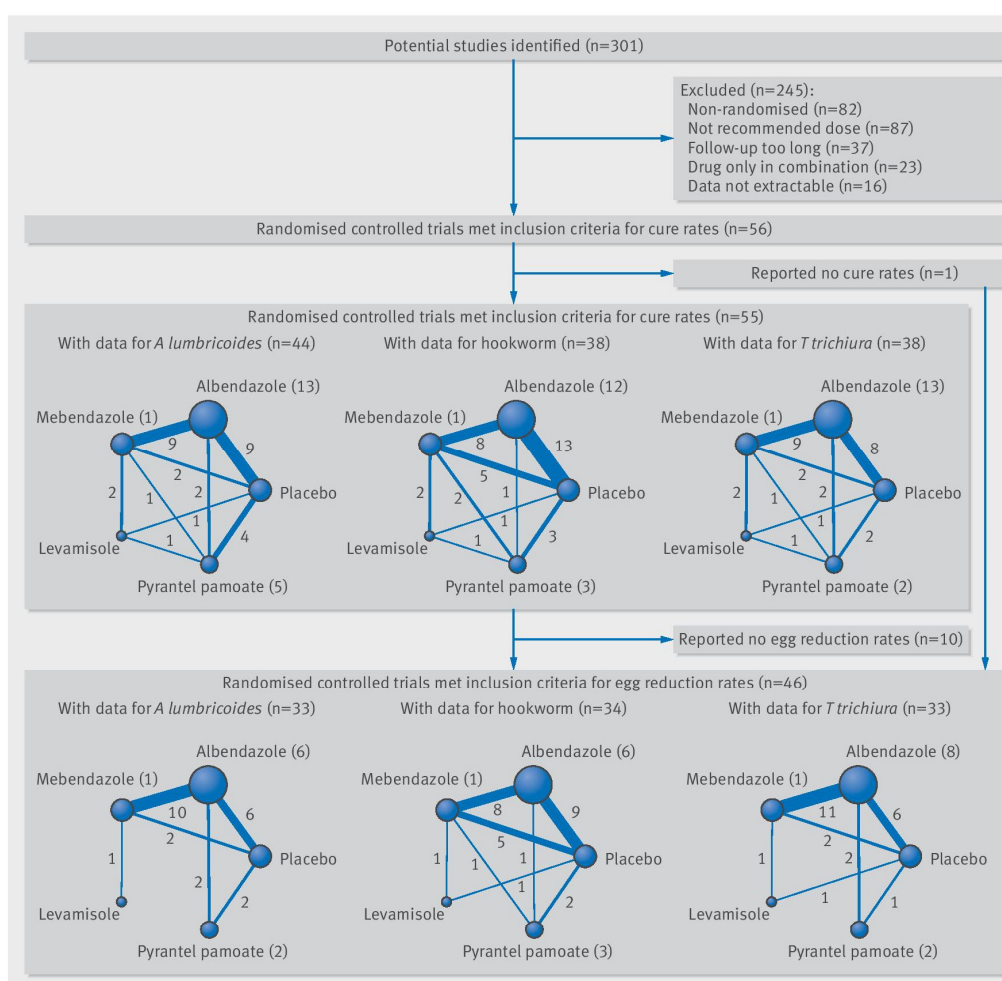 Potential studies identified (n=301)
Excluded (n=245):
Non-randomised (n=82)
Not recommended dose (n=87)
Follow-up too long (n=37)
Drug only in combination (n=23)
Data not extractable (n=16)
Randomised controlled trials met inclusion criteria for cure rates (n=56)
Reported no cure rates (n=1)
Randomised controlled trials met inclusion criteria for cure rates (n=55)
With data for A lumbricoides (n=44)
Albendazole (13)
Mebendazole (1)
9
9
2
2
1
2
Placebo
1
Levamisole
1
4
Pyrantel pamoate (5)
With data for hookworm (n=38)
Albendazole (12)
Mebendazole (1)
8
13
5
2
2
1
Placebo
1
Levamisole
1
3
Pyrantel pamoate (3)
With data for T trichiura (n=38)
Albendazole (13)
Mebendazole (1)
9
8
2
2
1
2
Placebo
1
Levamisole
1
2
Pyrantel pamoate (2)
Reported no egg reduction rates (n=10)
Randomised controlled trials met inclusion criteria for egg reduction rates (n=46)
With data for A lumbricoides (n=33)
Albendazole (6)
Mebendazole (1)
10
6
2
1
Placebo
2
2
Levamisole
Pyrantel pamoate (2)
With data for hookworm (n=34)
Albendazole (6)
Mebendazole (1)
8
9
5
1
1
1
Placebo
1
Levamisole
2
Pyrantel pamoate (3)
With data for T trichiura (n=33)
Albendazole (8)
Mebendazole (1)
11
6
2
1
2
Placebo
1
1
Levamisole
Pyrantel pamoate (2)